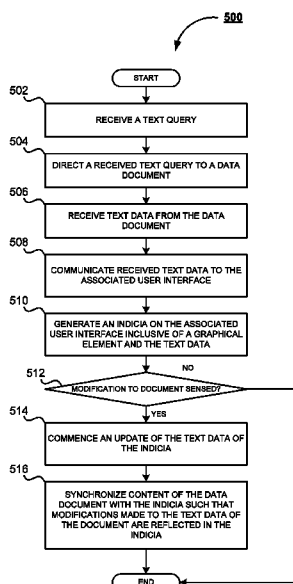 500
START
502
RECEIVE A TEXT QUERY
504
DIRECT A RECEIVED TEXT QUERY TO A DATA
DOCUMENT
506
RECEIVE TEXT DATA FROM THE DATA
DOCUMENT
508
COMMUNICATE RECEIVED TEXT DATA TO THE
ASSOCIATED USER INTERFACE
510
GENERATE AN INDICIA ON THE ASSOCIATED
USER INTERFACE INCLUSIVE OF A GRAPHICAL
ELEMENT AND THE TEXT DATA
NO
512
MODIFICATION TO DOCUMENT SENSED?
YES
514
COMMENCE AN UPDATE OF THE TEXT DATA OF
THE INDICIA
516
SYNCHRONIZE CONTENT OF THE DATA
DOCUMENT WITH THE INDICIA SUCH THAT
MODIFICATIONS MADE TO THE TEXT DATA OF
THE DOCUMENT ARE REFLECTED IN THE
INDICIA
END